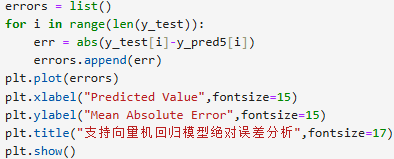 errors = list()
for i in range(len(y_test)):
    err = abs(y_test[i]-y_pred5[i])
    errors.append(err)
plt.plot(errors)
plt.xlabel("Predicted Value",fontsize=15)
plt.ylabel("Mean Absolute Error",fontsize=15)
plt.title("支持向量机回归模型绝对误差分析",fontsize=17)
plt.show()